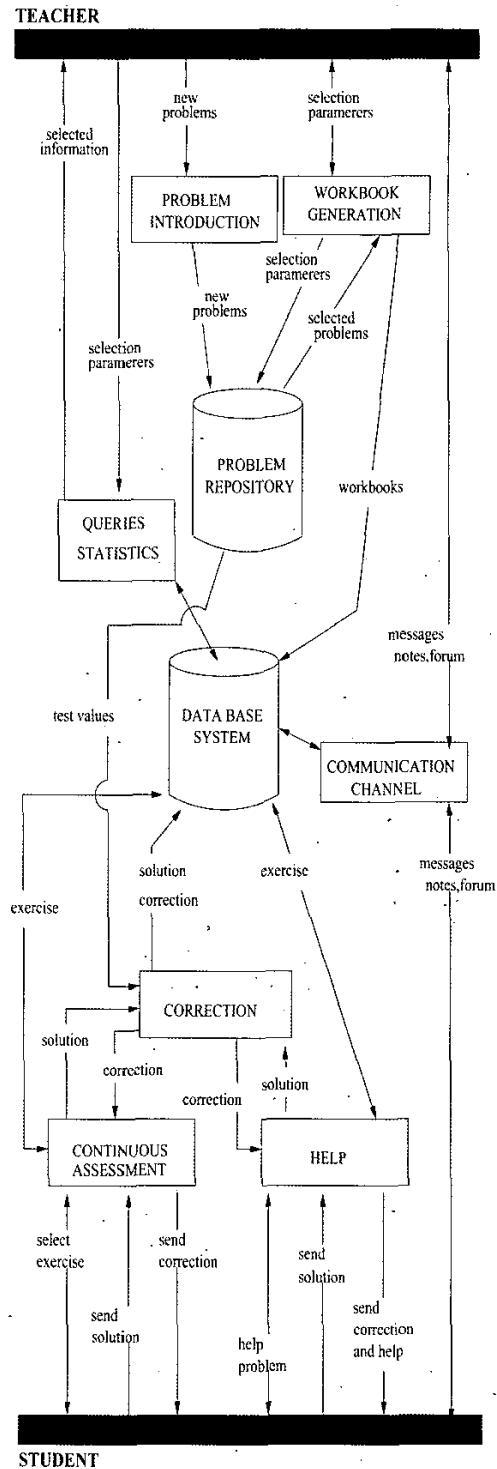 TEACHER
new
problems
selection
paramerers
selected
information
PROBLEM
INTRODUCTION
WORKBOOK
GENERATION
selection
paramerers
new
problems
selected
problems
selection
paramerers
PROBLEM
REPOSITORY
workbooks
QUERIES
STATISTICS
messages
notes,forum
test values
DATA BASE
SYSTEM
COMMUNICATION
CHANNEL
solution
correction
exercise
messages
notes,forum
exercise
CORRECTION
solution
correction
correction
solution
CONTINUOUS
ASSESSMENT
HELP
select
exercise
send
correction
send
solution
send
solution
help
problem
send
correction
and help
STUDENT